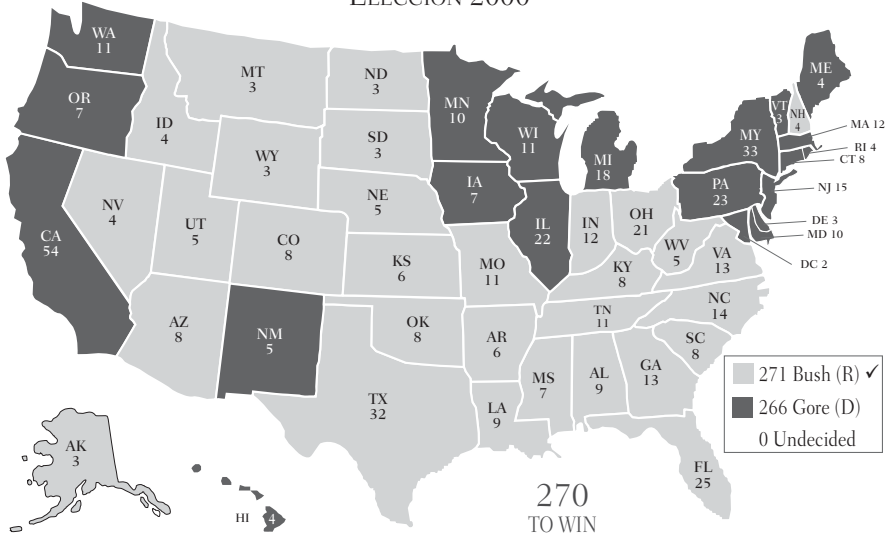 ELECCIÓN 2000
WA
11
OR
7
CA
54
NV
4
ID
4
MT
3
WY
3
UT
5
AZ
8
CO
8
NM
5
ND
3
SD
3
NE
5
KS
6
OK
8
TX
32
MN
10
IA
7
MO
11
AR
6
LA
9
WI
11
IL
22
MI
18
IN
12
OH
21
KY
8
TN
11
MS
7
AL
9
GA
13
FL
25
SC
8
NC
14
VA
13
WV
5
PA
23
MY
33
VT
3
NH
4
ME
4
MA 12
RI 4
CT 8
NJ 15
DE 3
MD 10
DC 2
AK
3
HI 4
271 Bush (R) ✓
266 Gore (D)
0 Undecided
270
TO WIN